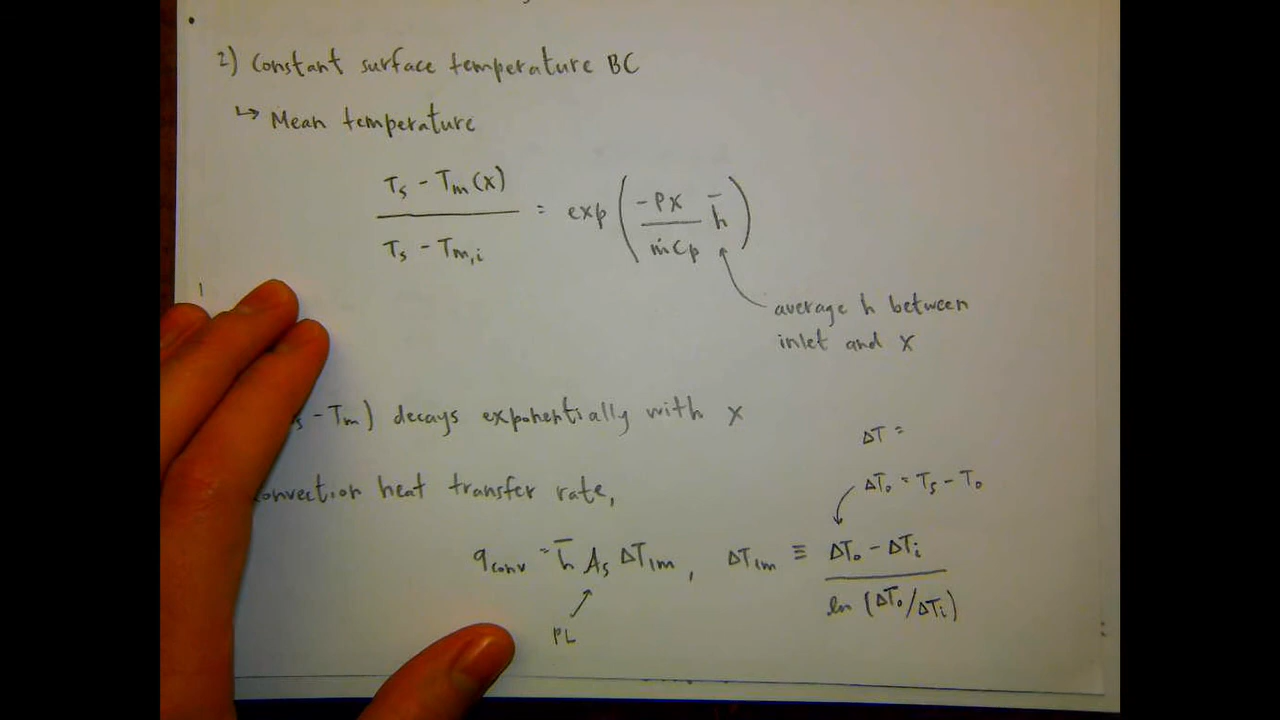 2) Constant surface temperature BC
↳ Mean temperature
Ts - Tm(x) / Ts - Tm,i = exp(-Px / ṁCp h̄)
average h between
inlet and x
s - Tm) decays exponentially with x
ΔT =
onvection heat transfer rate,
ΔTo = Ts - To
qconv = h̄ As ΔTlm, ΔTlm ≡ ΔTo - ΔTi / ln (ΔTo/ΔTi)
PL